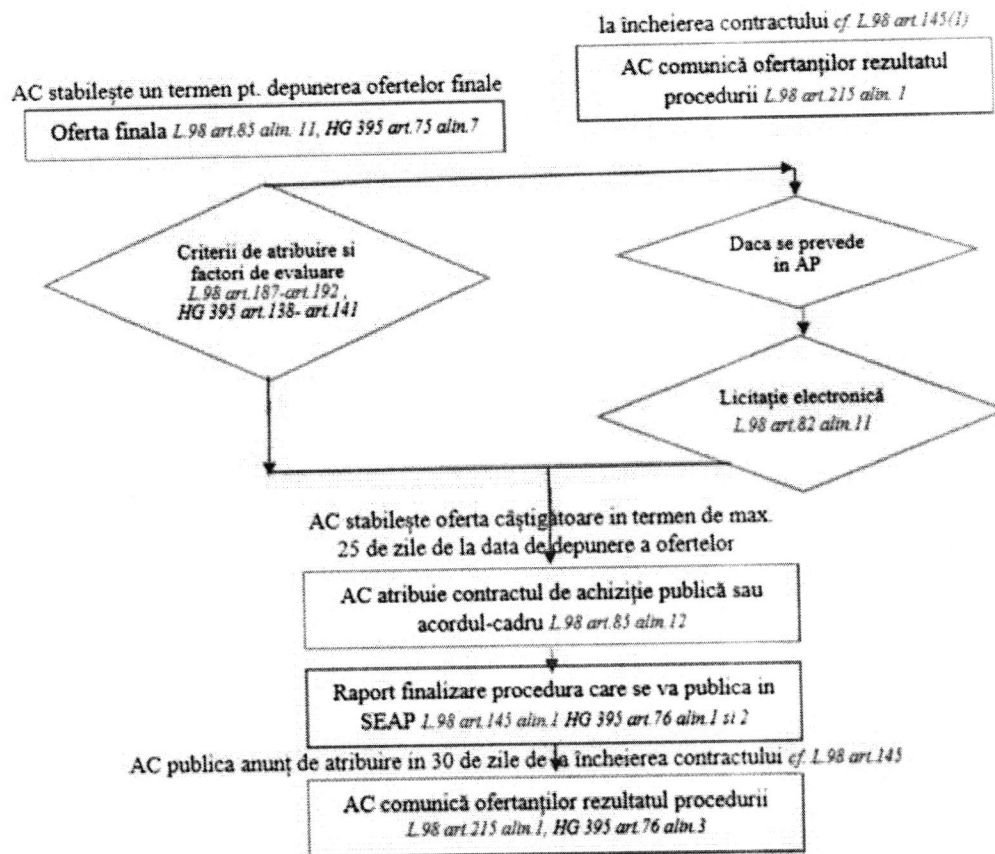 la încheierea contractului cf. L.98 art.145(1)
AC comunică ofertanților rezultatul
procedurii L.98 art.215 alin. 1
AC stabilește un termen pt. depunerea ofertelor finale
Oferta finala L.98 art.85 alin. 11, HG 395 art.75 alin.7
Criterii de atribuire si
factori de evaluare
L.98 art.187-art.192 ,
HG 395 art.138- art.141
Daca se prevede
in AP
Licitație electronică
L.98 art.82 alin.11
AC stabilește oferta câștigătoare in termen de max.
25 de zile de la data de depunere a ofertelor
AC atribuie contractul de achiziție publică sau
acordul-cadru L.98 art.85 alin.12
Raport finalizare procedura care se va publica in
SEAP L.98 art.145 alin.1 HG 395 art.76 alin.1 si 2
AC publica anunț de atribuire in 30 de zile de la încheierea contractului cf. L.98 art.145
AC comunică ofertanților rezultatul procedurii
L.98 art.215 alin.1, HG 395 art.76 alin.3